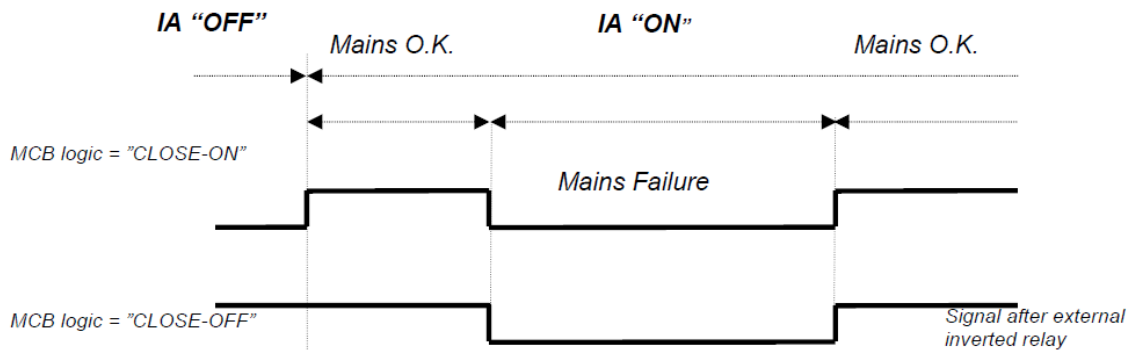 IA “OFF”
IA “ON”
Mains O.K.
Mains O.K.
MCB logic = ”CLOSE-ON”
Mains Failure
MCB logic = ”CLOSE-OFF”
Signal after external
inverted relay